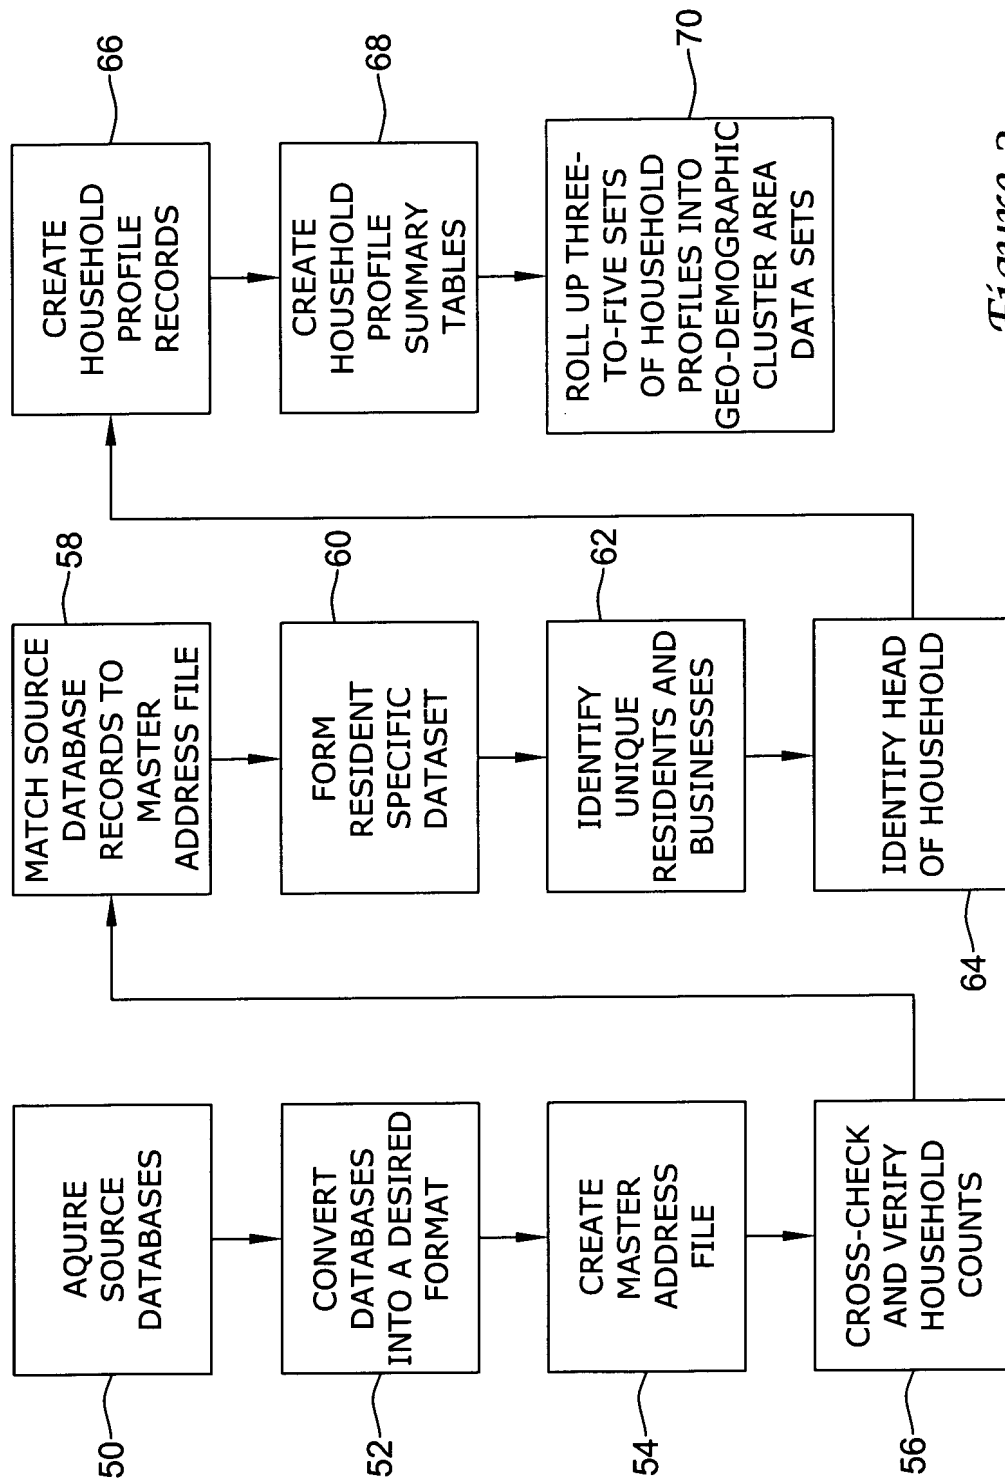 AQUIRE
SOURCE
DATABASES
50
CONVERT
DATABASES
INTO A DESIRED
FORMAT
52
CREATE
MASTER
ADDRESS
FILE
54
CROSS-CHECK
AND VERIFY
HOUSEHOLD
COUNTS
56
MATCH SOURCE
DATABASE
RECORDS TO
MASTER
ADDRESS FILE
58
FORM
RESIDENT
SPECIFIC
DATASET
60
IDENTIFY
UNIQUE
RESIDENTS AND
BUSINESSES
62
IDENTIFY HEAD
OF HOUSEHOLD
64
CREATE
HOUSEHOLD
PROFILE
RECORDS
66
CREATE
HOUSEHOLD
PROFILE
SUMMARY
TABLES
68
ROLL UP THREE-
TO-FIVE SETS
OF HOUSEHOLD
PROFILES INTO
GEO-DEMOGRAPHIC
CLUSTER AREA
DATA SETS
70
Figure